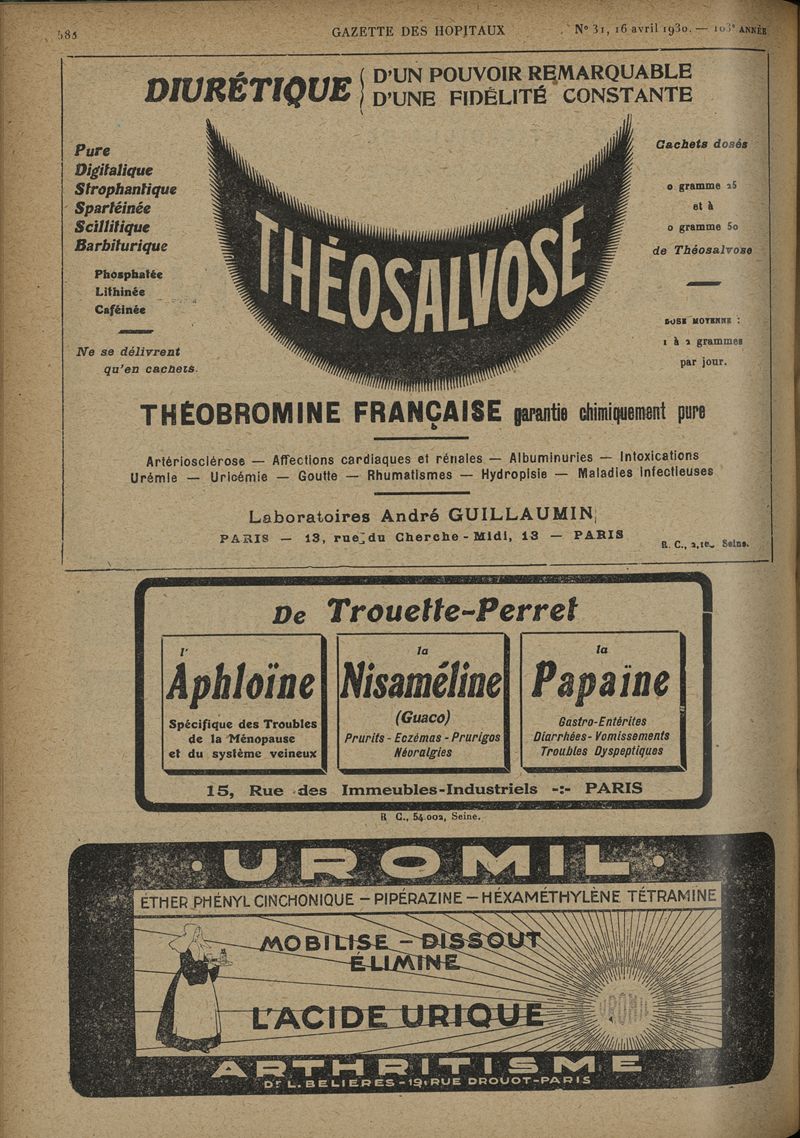 GAZETTE DES HOPITAUX
N° 31, 16 avril 1930. — 103e ANNÉE
DIURÉTIQUE
D'UN POUVOIR REMARQUABLE
D'UNE FIDÉLITÉ CONSTANTE
Pure
Digitalique
Strophantique
Spartéinée
Scillitique
Barbiturique
Phosphatée
Lithinée
Caféinée
Ne se délivrent
qu'en cachets.
THÉOSALVOSE
Cachets dosés
0 gramme 25
et à
0 gramme 50
de Théosalvose
DOSE MOYENNE :
1 à 2 grammes
par jour.
THÉOBROMINE FRANÇAISE garantie chimiquement pure
Artériosclérose — Affections cardiaques et rénales — Albuminuries — Intoxications
Urémie — Uricémie — Goutte — Rhumatismes — Hydropisie — Maladies infectieuses
Laboratoires André GUILLAUMIN
PARIS — 13, rue du Cherche-Midi, 13 — PARIS
R. C., Seine.
De Trouette-Perret
l'
Aphloïne
Spécifique des Troubles
de la Ménopause
et du système veineux
la
Nisaméline
(Guaco)
Prurits - Eczémas - Prurigos
Névralgies
la
Papaïne
Gastro-Entérites
Diarrhées - Vomissements
Troubles Dyspeptiques
15, Rue des Immeubles-Industriels -:- PARIS
R C., 54.002, Seine.
· UROMIL ·
ÉTHER PHÉNYL CINCHONIQUE — PIPÉRAZINE — HÉXAMÉTHYLÈNE TÉTRAMINE
MOBILISE — DISSOUT
ÉLIMINE
L'ACIDE URIQUE
UROMIL
ARTHRITISME
Dr L. BELIERES - 19, RUE DROUOT - PARIS